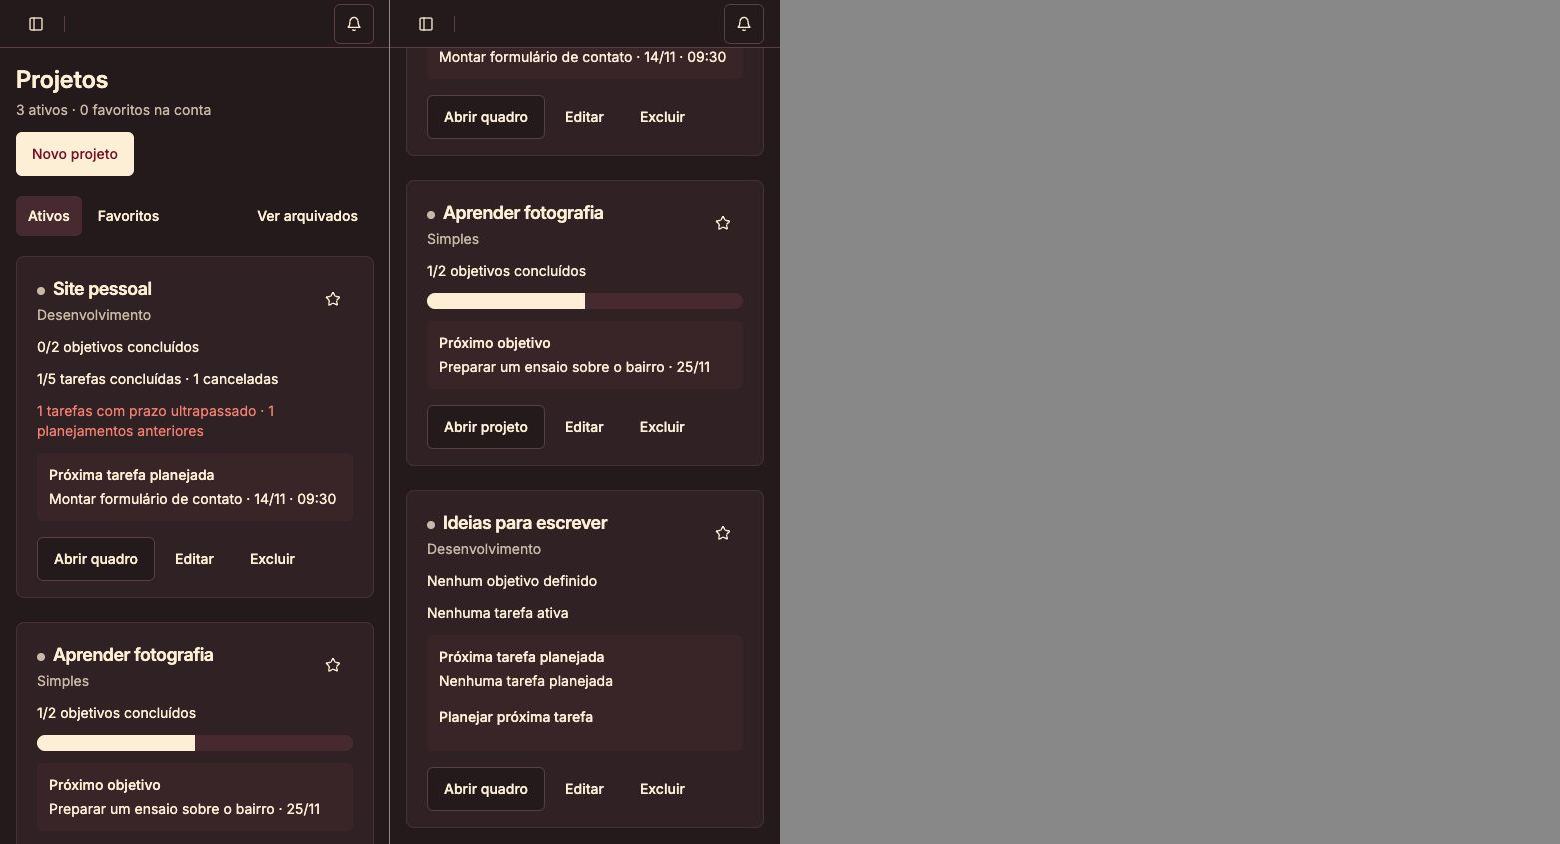 Projetos
3 ativos · 0 favoritos na conta
Novo projeto
Ativos
Favoritos
Ver arquivados
Site pessoal
Desenvolvimento
0/2 objetivos concluídos
1/5 tarefas concluídas · 1 canceladas
1 tarefas com prazo ultrapassado · 1
planejamentos anteriores
Próxima tarefa planejada
Montar formulário de contato · 14/11 · 09:30
Abrir quadro
Editar
Excluir
Aprender fotografia
Simples
1/2 objetivos concluídos
Próximo objetivo
Preparar um ensaio sobre o bairro · 25/11
Montar formulário de contato · 14/11 · 09:30
Abrir quadro
Editar
Excluir
Aprender fotografia
Simples
1/2 objetivos concluídos
Próximo objetivo
Preparar um ensaio sobre o bairro · 25/11
Abrir projeto
Editar
Excluir
Ideias para escrever
Desenvolvimento
Nenhum objetivo definido
Nenhuma tarefa ativa
Próxima tarefa planejada
Nenhuma tarefa planejada
Planejar próxima tarefa
Abrir quadro
Editar
Excluir